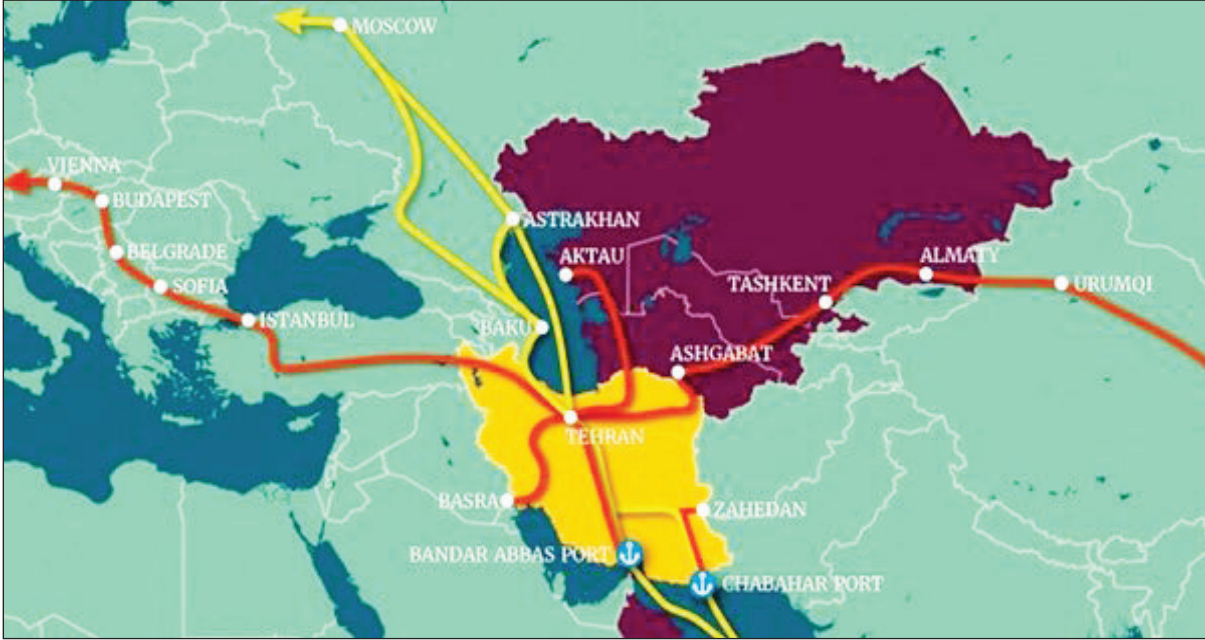 MOSCOW
VIENNA
BUDAPEST
ASTRAKHAN
BELGRADE
AKTAU
ALMATY
SOFIA
TASHKENT
URUMQI
ISTANBUL
BAKU
ASHGABAT
TEHRAN
BASRA
ZAHEDAN
BANDAR ABBAS PORT
CHABAHAR PORT